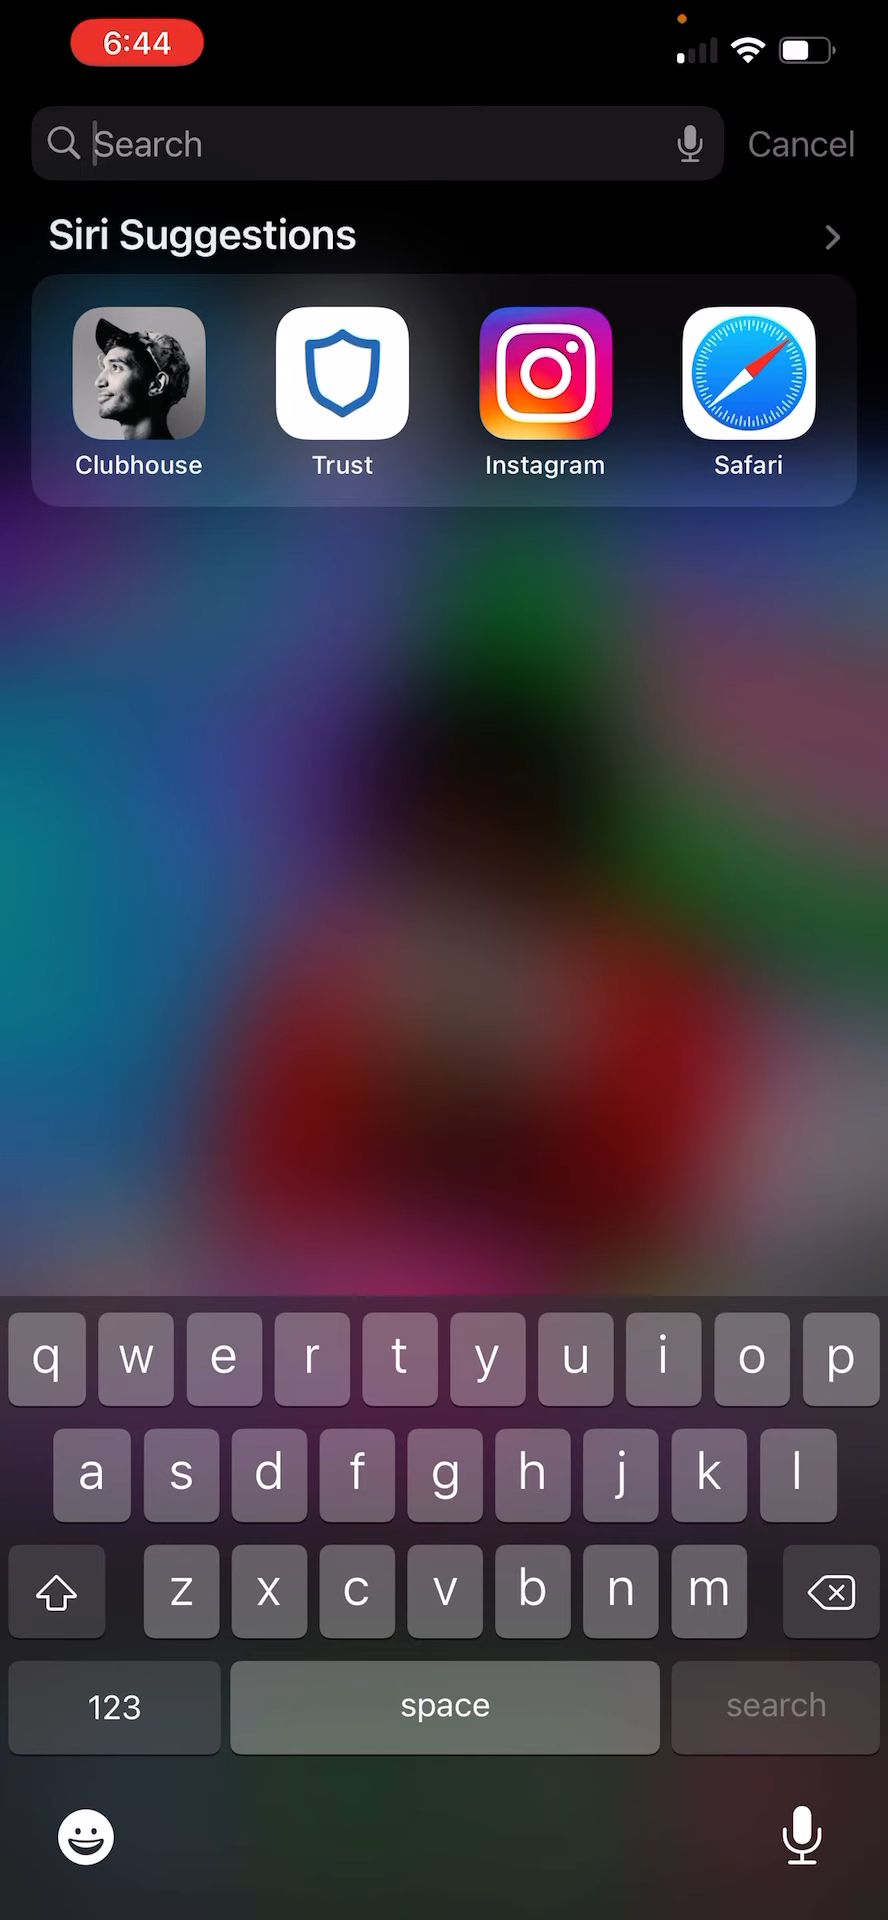 6:44
Search
Cancel
Siri Suggestions
Clubhouse Trust Instagram Safari
q w e r t y u i o p
a s d f g h j k l
z x c v b n m
123 space search